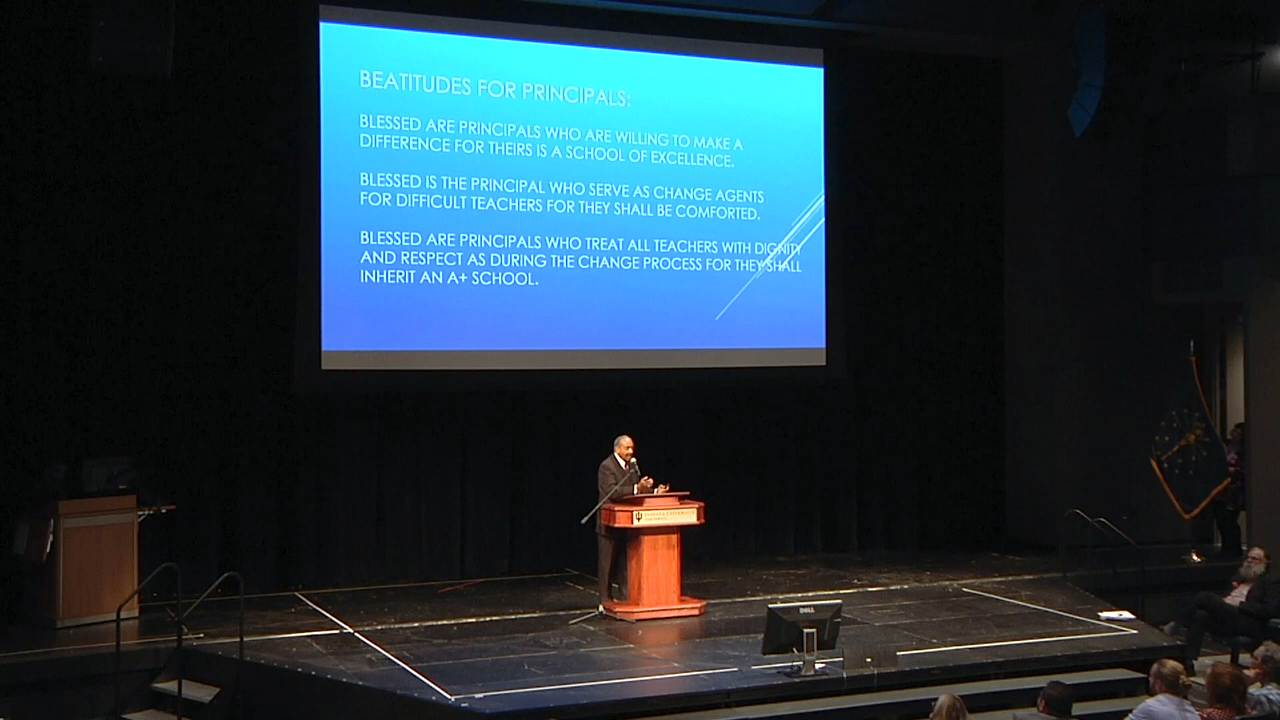 BEATITUDES FOR PRINCIPALS:
BLESSED ARE PRINCIPALS WHO ARE WILLING TO MAKE A
DIFFERENCE FOR THEIRS IS A SCHOOL OF EXCELLENCE.
BLESSED IS THE PRINCIPAL WHO SERVE AS CHANGE AGENTS
FOR DIFFICULT TEACHERS FOR THEY SHALL BE COMFORTED.
BLESSED ARE PRINCIPALS WHO TREAT ALL TEACHERS WITH DIGNITY
AND RESPECT AS DURING THE CHANGE PROCESS FOR THEY SHALL
INHERIT AN A+ SCHOOL.
INDIANA UNIVERSITY
DELL